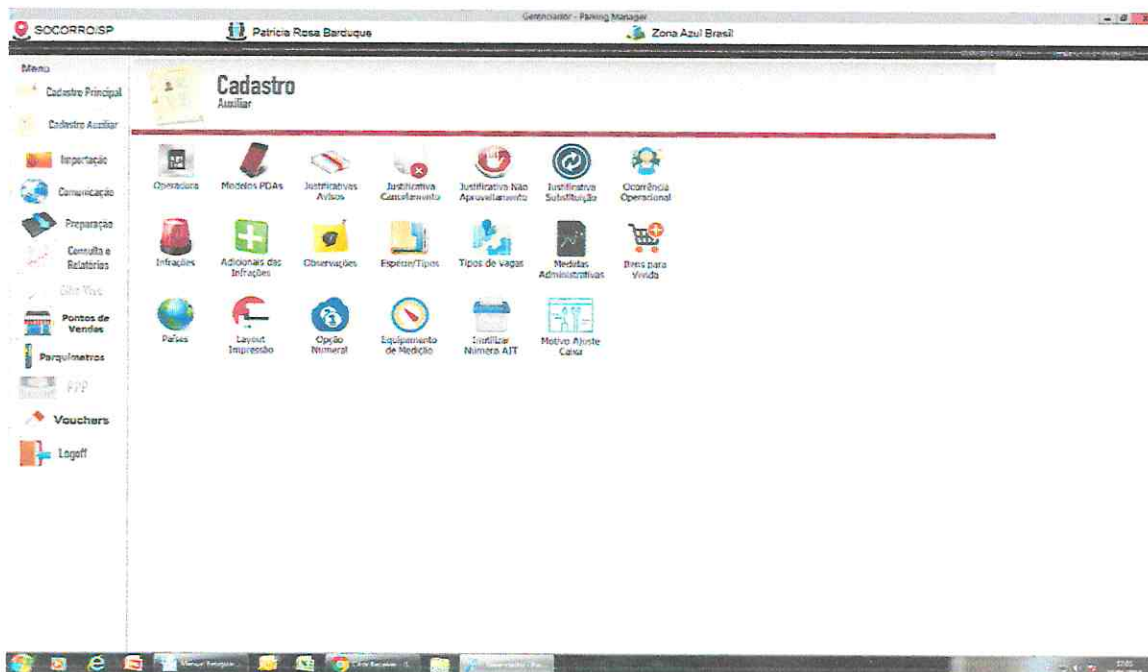 Gerenciador - Parking Manager
SOCORRO/SP
Patricia Rosa Barduque
Zona Azul Brasil
Menu
Cadastro Principal
Cadastro Auxiliar
Importação
Comunicação
Preparação
Consulta e
Relatórios
Pontos de
Vendas
Parquímetros
PPP
Vouchers
Logoff
Cadastro
Auxiliar
Operadora
Modelos PDAs
Justificativas
Avisos
Justificativa
Cancelamento
Justificativa Não
Aproveitamento
Justificativa
Substituição
Ocorrência
Operacional
Infrações
Adicionais das
Infrações
Observações
Espécie/Tipos
Tipos de vagas
Medidas
Administrativas
Itens para
Venda
Países
Layout
Impressão
Opção
Numeral
Equipamento
de Medição
Inutilizar
Número AIT
Motivo Ajuste
Caixa